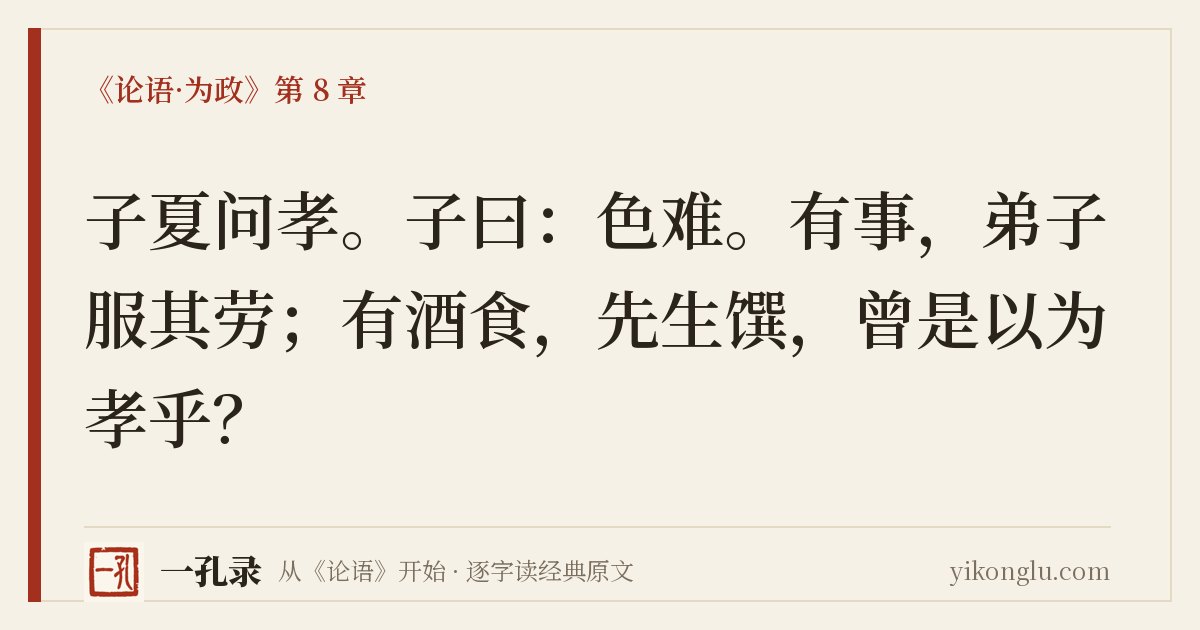 《论语·为政》第 8 章
子夏问孝。子曰：色难。有事，弟子
服其劳；有酒食，先生馔，曾是以为
孝乎？
一孔 一孔录 从《论语》开始 · 逐字读经典原文 yikonglu.com